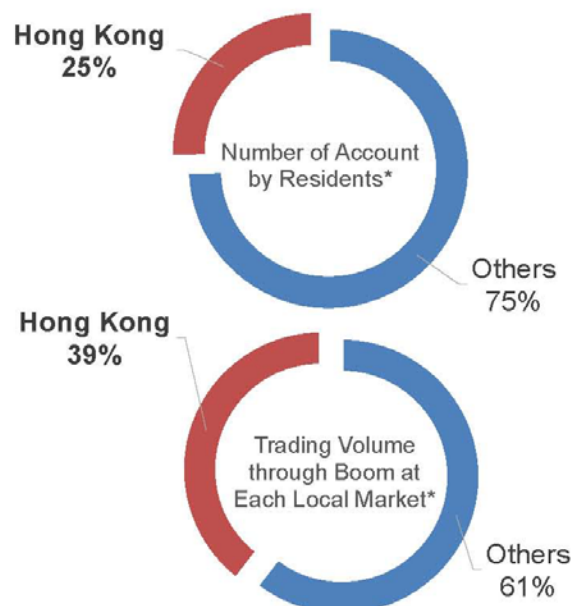 Hong Kong
25%
Number of Account
by Residents*
Others
75%
Hong Kong
39%
Trading Volume
through Boom at
Each Local Market*
Others
61%